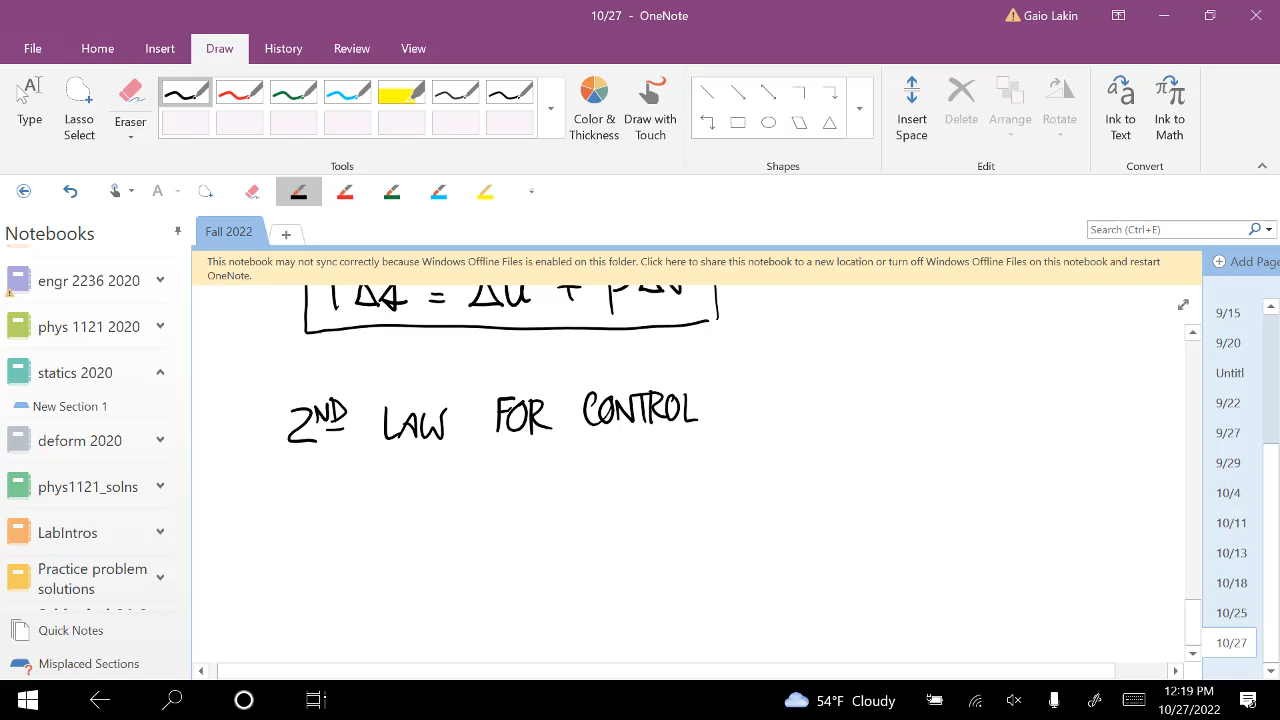 10/27 - OneNote
Gaio Lakin
File Home Insert Draw History Review View
Type
Lasso Select
Eraser
Color & Thickness
Draw with Touch
Insert Space
Delete
Arrange
Rotate
Ink to Text
Ink to Math
Tools
Shapes
Edit
Convert
A
Notebooks
Fall 2022
Search (Ctrl+E)
This notebook may not sync correctly because Windows Offline Files is enabled on this folder. Click here to share this notebook to a new location or turn off Windows Offline Files on this notebook and restart
OneNote.
Add Page
engr 2236 2020
phys 1121 2020
statics 2020
New Section 1
deform 2020
phys1121_solns
LabIntros
Practice problem
solutions
Quick Notes
Misplaced Sections
TΔs = Δu + PΔv
2ND LAW FOR CONTROL
9/15
9/20
Untitl
9/22
9/27
9/29
10/4
10/11
10/13
10/18
10/25
10/27
54°F Cloudy
12:19 PM
10/27/2022